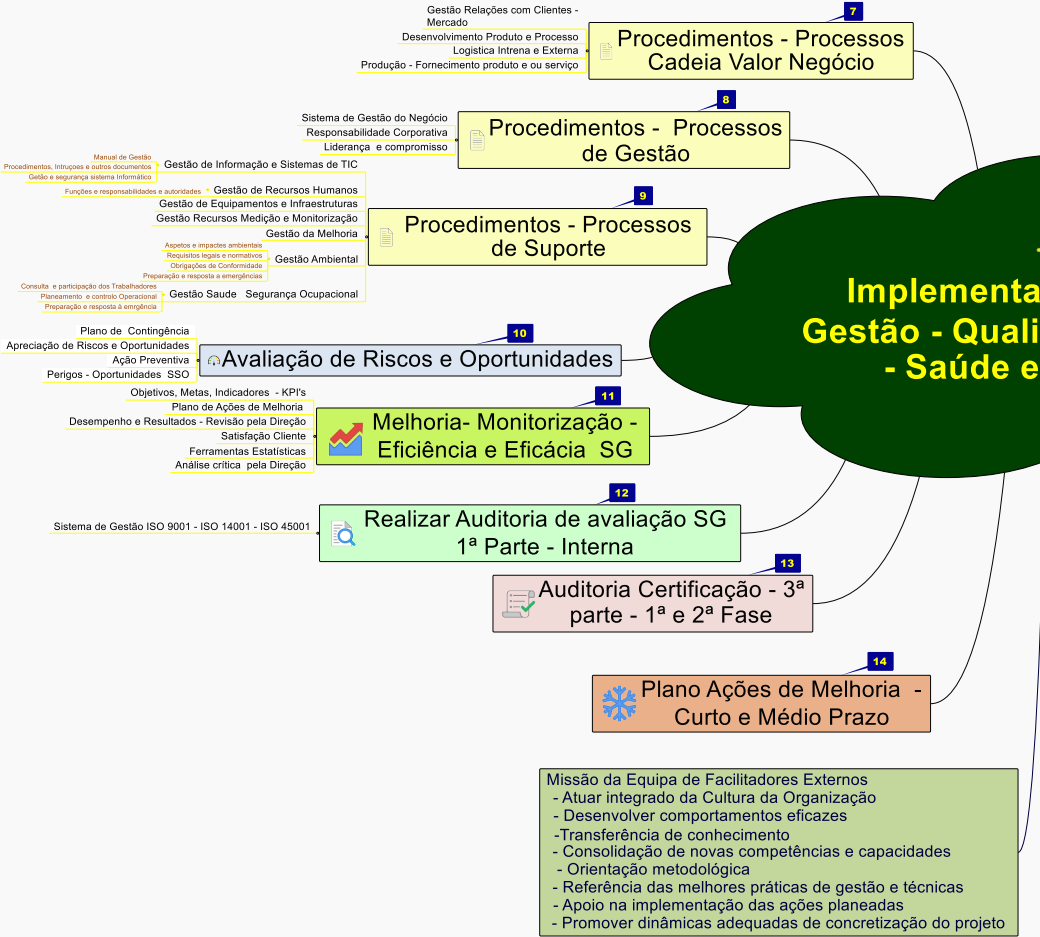 7
Gestão Relações com Clientes -
Mercado
Desenvolvimento Produto e Processo
Logistica Intrena e Externa
Produção - Fornecimento produto e ou serviço
Procedimentos - Processos
Cadeia Valor Negócio
8
Sistema de Gestão do Negócio
Responsabilidade Corporativa
Liderança e compromisso
Procedimentos - Processos
de Gestão
9
Manual de Gestão
Procedimentos, Intruçoes e outros documentos
Getão e segurança sistema Informático
Gestão de Informação e Sistemas de TIC
Funções e responsabilidades e autoridades
Gestão de Recursos Humanos
Gestão de Equipamentos e Infraestruturas
Gestão Recursos Medição e Monitorização
Gestão da Melhoria
Aspetos e impactes ambientais
Requisitos legais e normativos
Obrigações de Conformidade
Preparação e resposta a emergências
Gestão Ambiental
Consulta e participação dos Trabalhadores
Planeamento e controlo Operacional
Preparação e resposta à emrgência
Gestão Saude Segurança Ocupacional
Procedimentos - Processos
de Suporte
Implementa
Gestão - Quali
- Saúde e
10
Plano de Contingência
Apreciação de Riscos e Oportunidades
Ação Preventiva
Perigos - Oportunidades SSO
Avaliação de Riscos e Oportunidades
11
Objetivos, Metas, Indicadores - KPI's
Plano de Ações de Melhoria
Desempenho e Resultados - Revisão pela Direção
Satisfação Cliente
Ferramentas Estatísticas
Análise crítica pela Direção
Melhoria- Monitorização -
Eficiência e Eficácia SG
12
Sistema de Gestão ISO 9001 - ISO 14001 - ISO 45001
Realizar Auditoria de avaliação SG
1ª Parte - Interna
13
Auditoria Certificação - 3ª
parte - 1ª e 2ª Fase
14
Plano Ações de Melhoria -
Curto e Médio Prazo
Missão da Equipa de Facilitadores Externos
- Atuar integrado da Cultura da Organização
- Desenvolver comportamentos eficazes
-Transferência de conhecimento
- Consolidação de novas competências e capacidades
- Orientação metodológica
- Referência das melhores práticas de gestão e técnicas
- Apoio na implementação das ações planeadas
- Promover dinâmicas adequadas de concretização do projeto